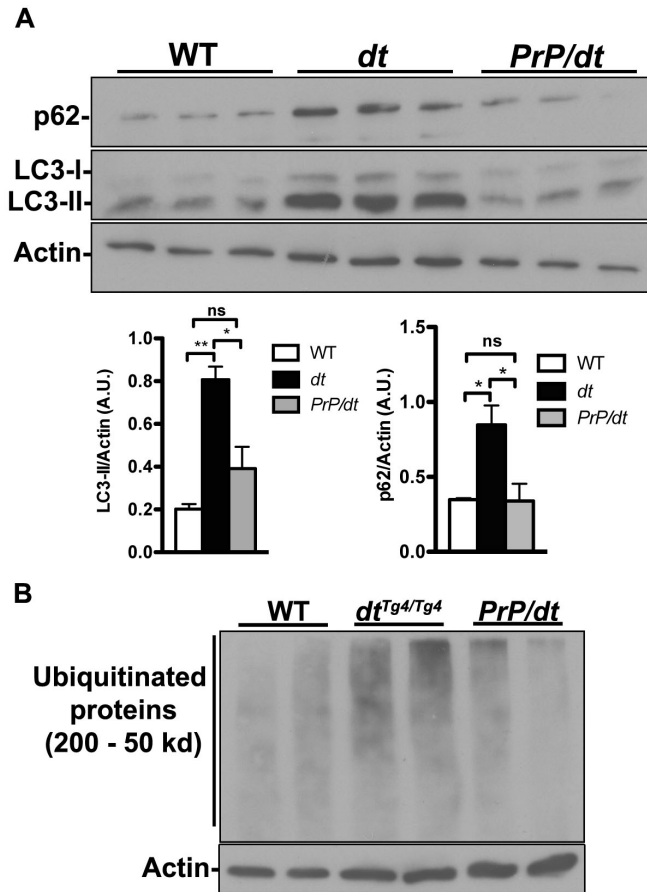 A
WT dt PrP/dt
p62-
LC3-I
LC3-II
Actin-
ns
** *
1.0
0.8
0.6
0.4
0.2
0.0
LC3-II/Actin (A.U.)
WT
dt
PrP/dt
ns
* *
1.5
1.0
0.5
0.0
p62/Actin (A.U.)
WT
dt
PrP/dt
B
WT dtTg4/Tg4 PrP/dt
Ubiquitinated
proteins
(200 - 50 kd)
Actin-